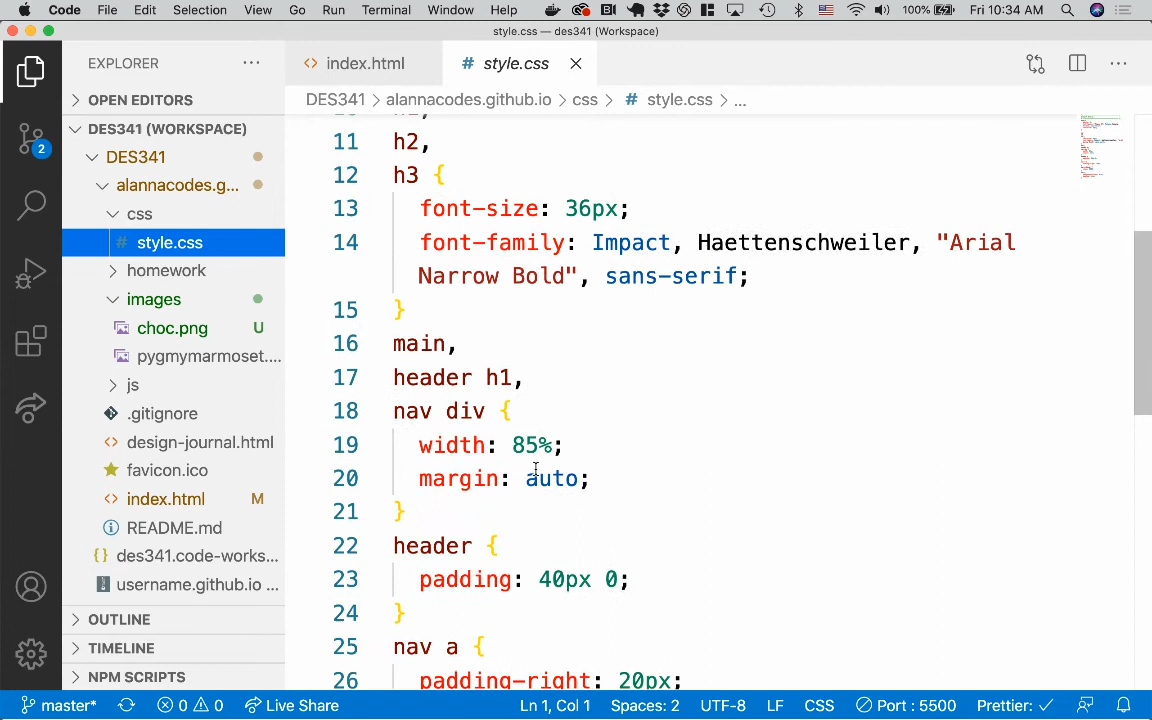 Code File Edit Selection View Go Run Terminal Window Help 100% Fri 10:34 AM
style.css — des341 (Workspace)
EXPLORER
index.html
# style.css
OPEN EDITORS
DES341 > alannacodes.github.io > css > # style.css > ...
DES341 (WORKSPACE)
DES341
alannacodes.g...
css
# style.css
homework
images
choc.png U
pygmymarmoset....
js
.gitignore
design-journal.html
favicon.ico
index.html M
README.md
{} des341.code-works...
username.github.io ...
OUTLINE
TIMELINE
NPM SCRIPTS
2
11 h2,
12 h3 {
13 font-size: 36px;
14 font-family: Impact, Haettenschweiler, "Arial
Narrow Bold", sans-serif;
15 }
16 main,
17 header h1,
18 nav div {
19 width: 85%;
20 margin: auto;
21 }
22 header {
23 padding: 40px 0;
24 }
25 nav a {
26 padding-right: 20px;
master* 0 0 Live Share Ln 1, Col 1 Spaces: 2 UTF-8 LF CSS Port : 5500 Prettier: ✓